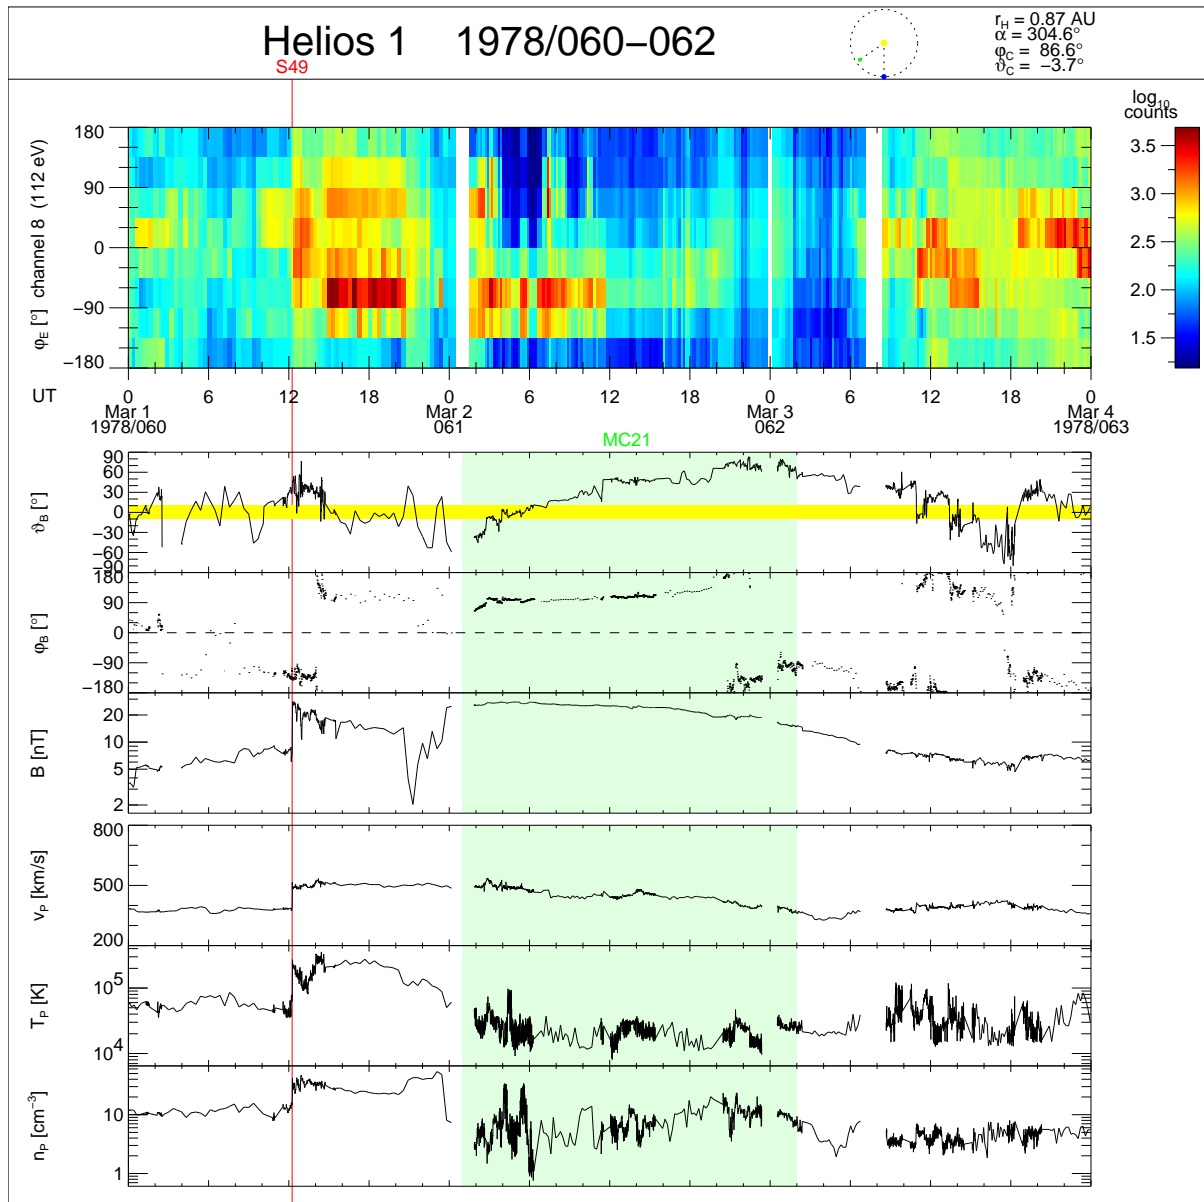 Helios 1 1978/060−062
r_H = 0.87 AU
α = 304.6°
φ_C = 86.6°
ϑ_C = −3.7°
S49
log₁₀
counts
3.5
3.0
2.5
2.0
1.5
φ_E [°] channel 8 (112 eV)
180
90
0
−90
−180
UT
0 6 12 18 0 6 12 18 0 6 12 18 0
Mar 1 Mar 2 Mar 3 Mar 4
1978/060 061 062 1978/063
MC21
ϑ_B [°]
90
60
30
0
−30
−60
−90
φ_B [°]
180
90
0
−90
−180
B [nT]
20
10
5
2
v_P [km/s]
800
500
200
T_P [K]
10⁵
10⁴
n_P [cm⁻³]
10
1